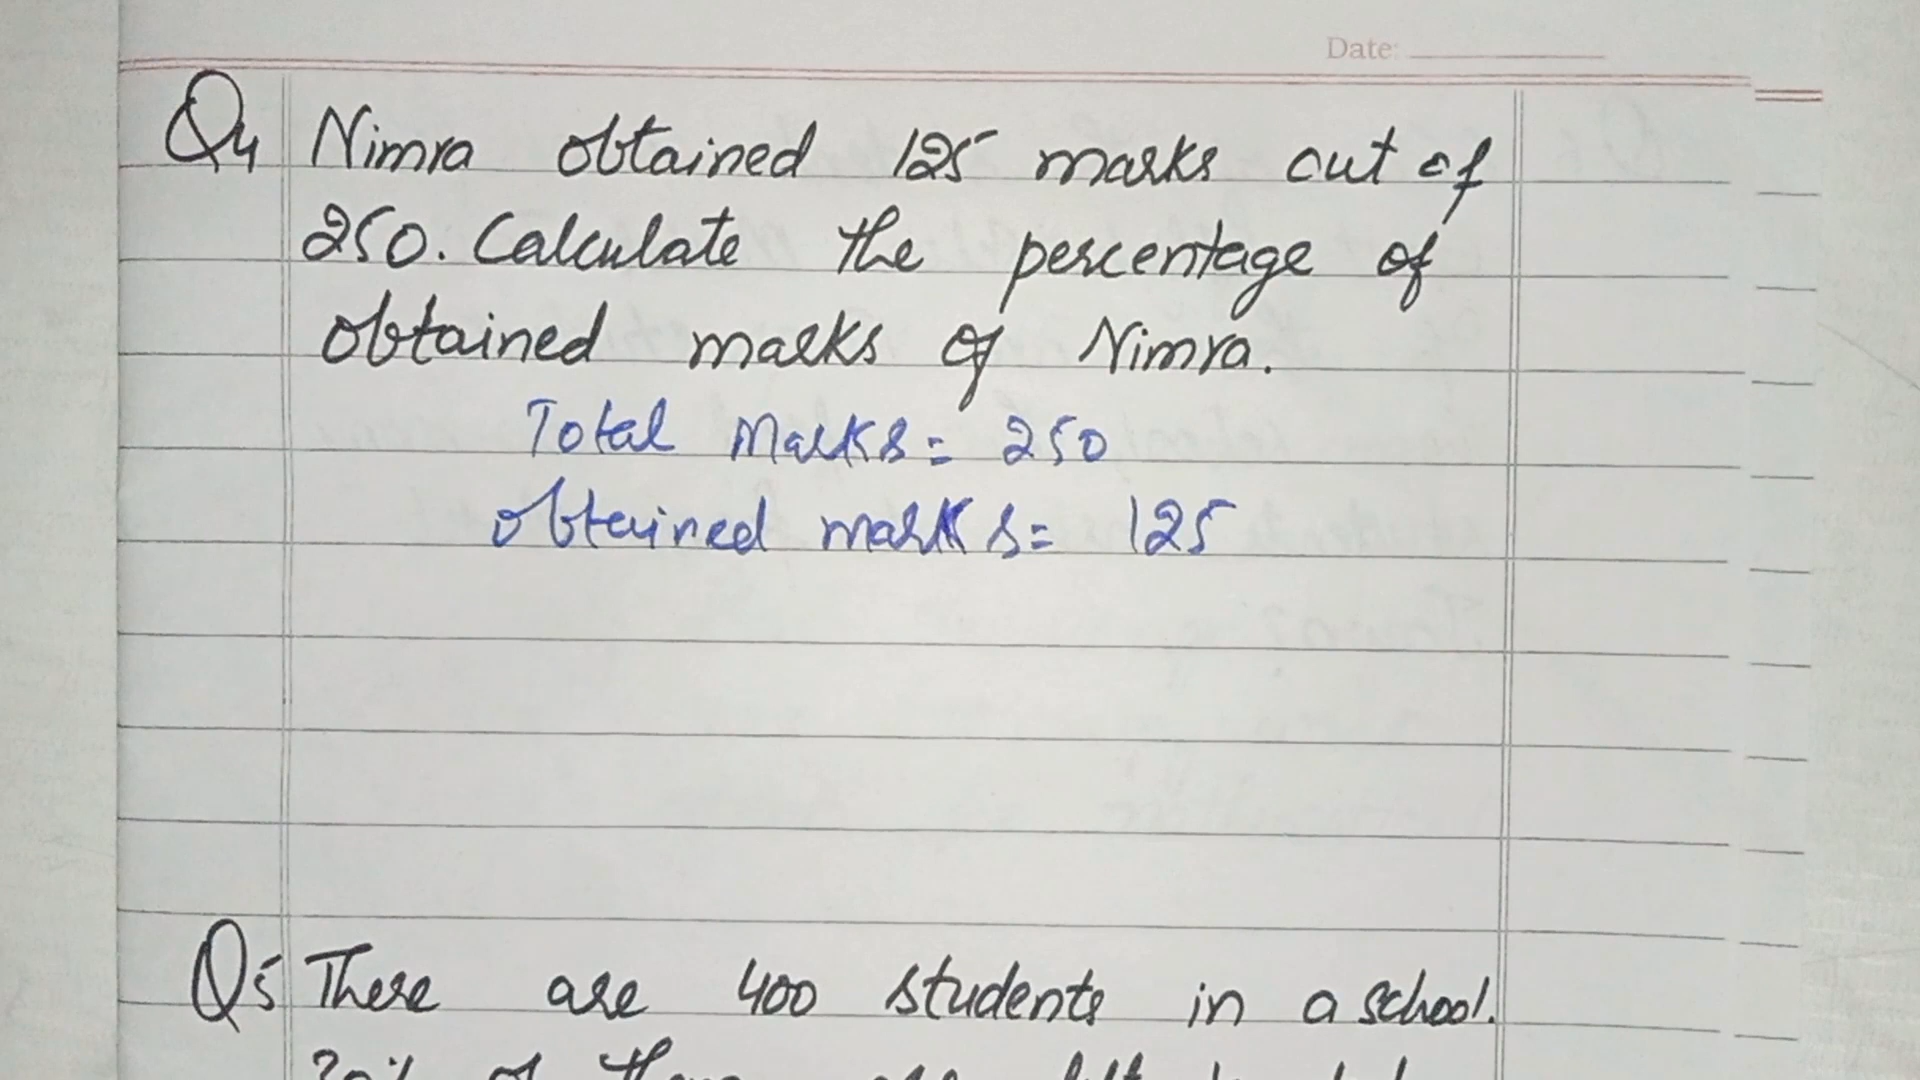 Date:
Q4 Nimra obtained 125 marks out of
250. Calculate the percentage of
obtained marks of Nimra.
Total Marks = 250
obtained marks = 125
Q5 There are 400 students in a school.